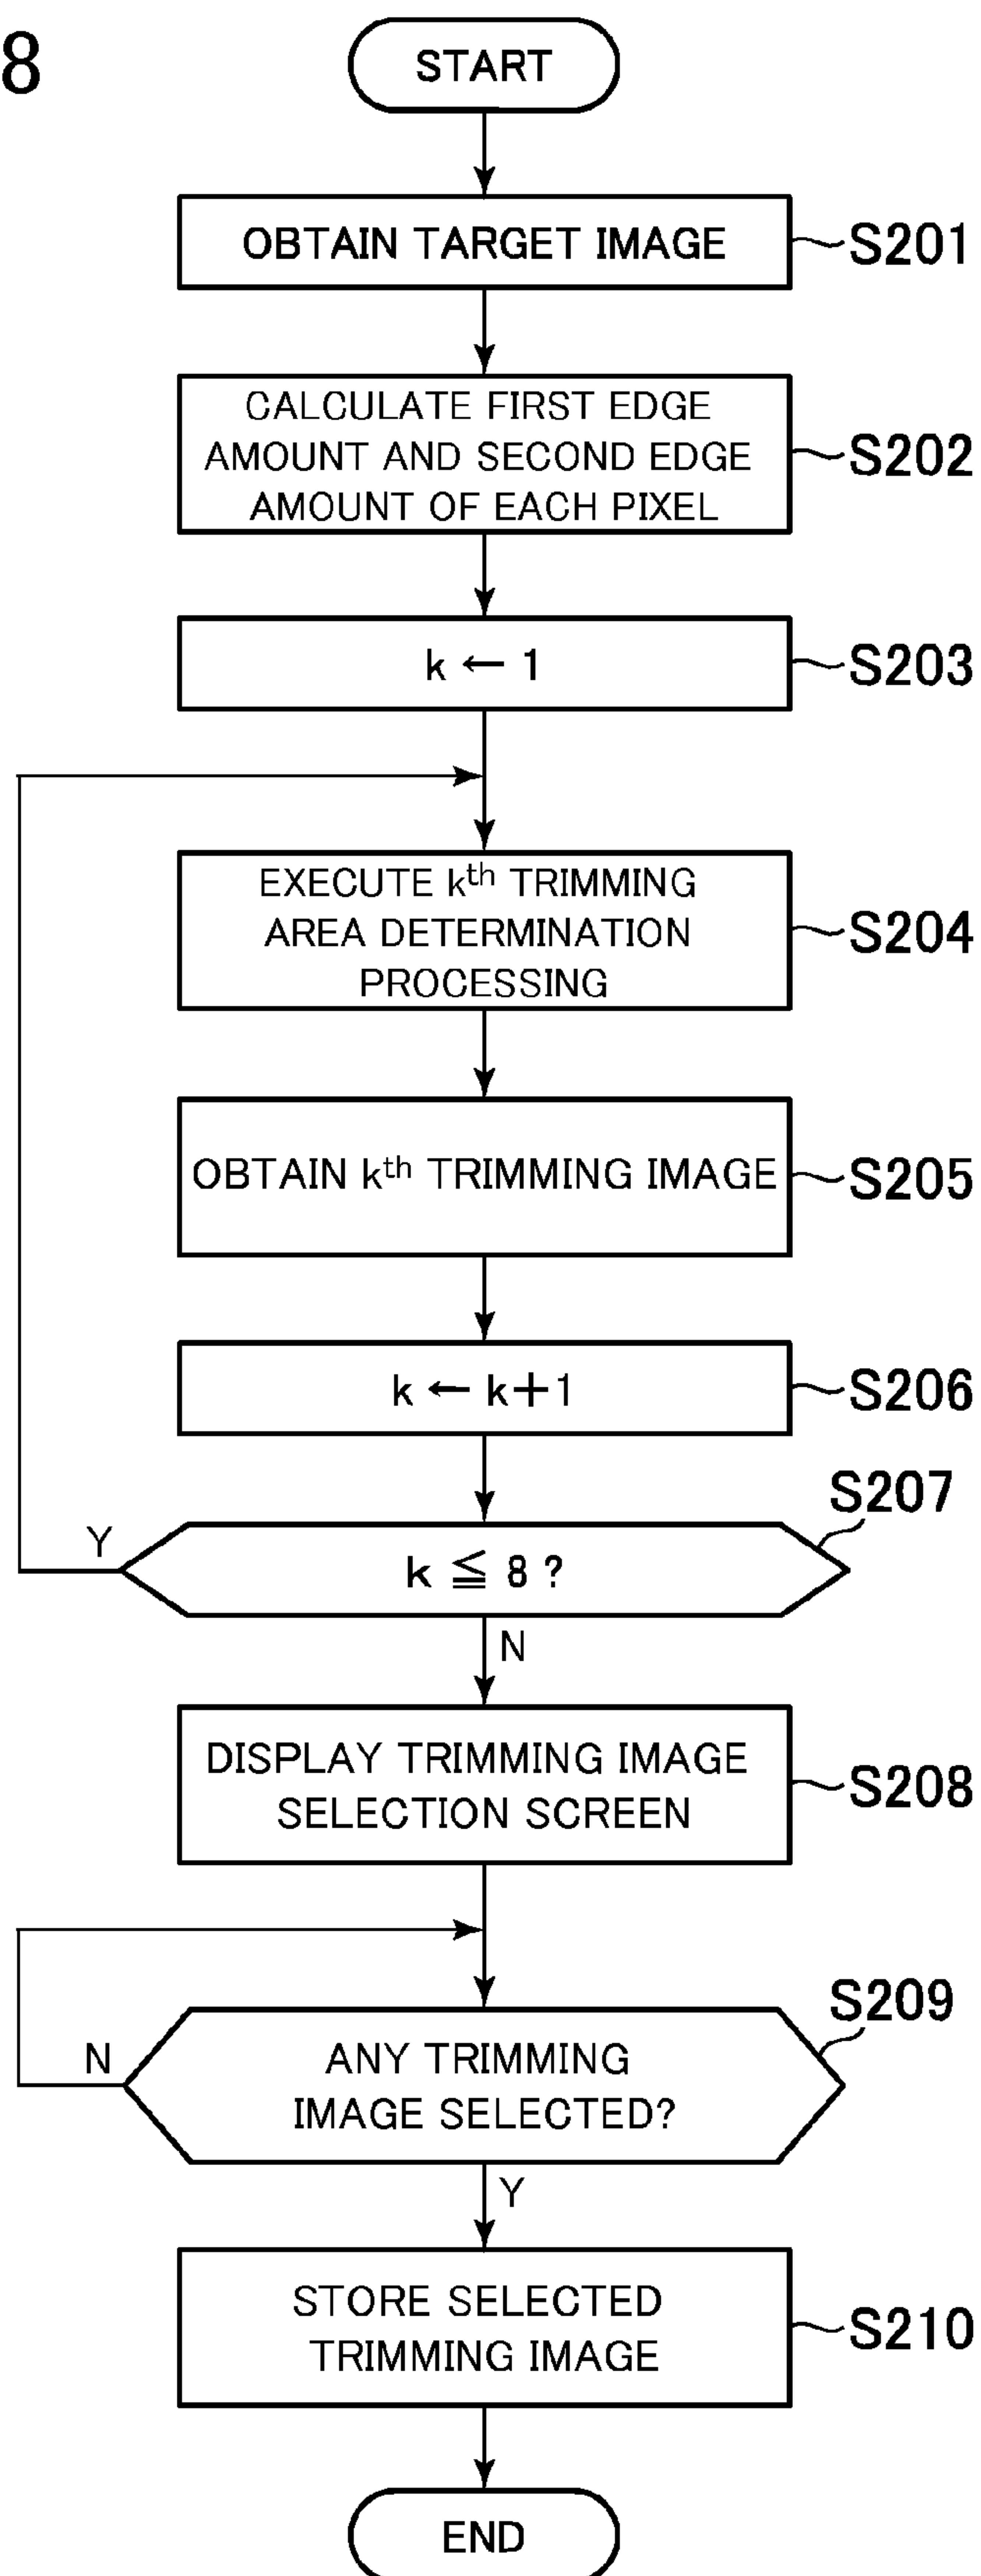 8
START
OBTAIN TARGET IMAGE
S201
CALCULATE FIRST EDGE
AMOUNT AND SECOND EDGE
AMOUNT OF EACH PIXEL
S202
k ← 1
S203
EXECUTE kth TRIMMING
AREA DETERMINATION
PROCESSING
S204
OBTAIN kth TRIMMING IMAGE
S205
k ← k+1
S206
S207
Y
k ≦ 8 ?
N
DISPLAY TRIMMING IMAGE
SELECTION SCREEN
S208
S209
N
ANY TRIMMING
IMAGE SELECTED?
Y
STORE SELECTED
TRIMMING IMAGE
S210
END